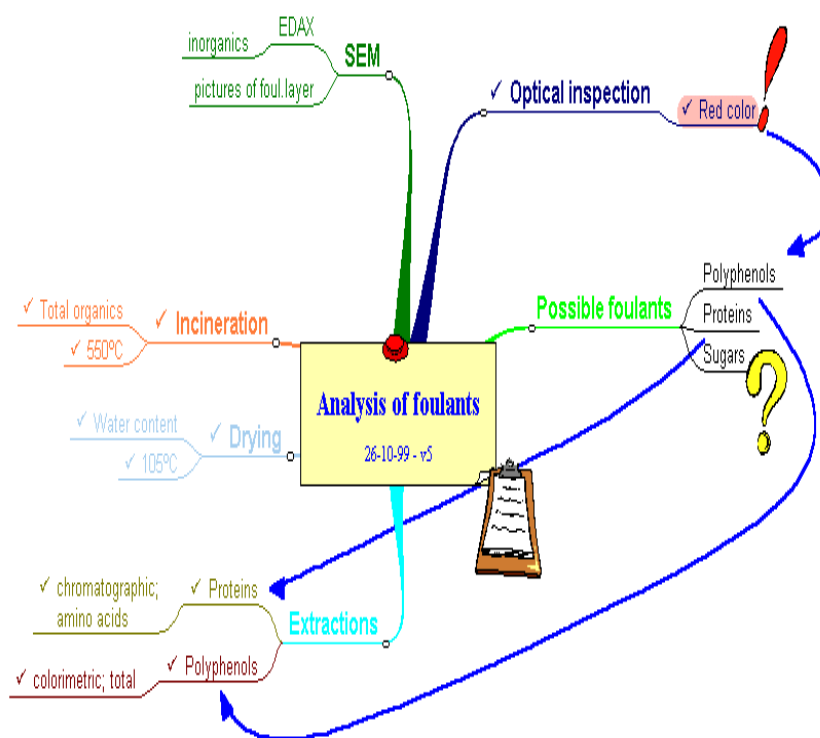 EDAX
inorganics
SEM
pictures of foul.layer
✓ Optical inspection
✓ Red color
Polyphenols
Possible foulants
Proteins
Sugars
✓ Total organics
✓ Incineration
✓ 550ºC
Analysis of foulants
26-10-99 - v5
✓ Water content
✓ Drying
✓ 105ºC
✓ chromatographic;
amino acids
✓ Proteins
Extractions
✓ Polyphenols
✓ colorimetric; total